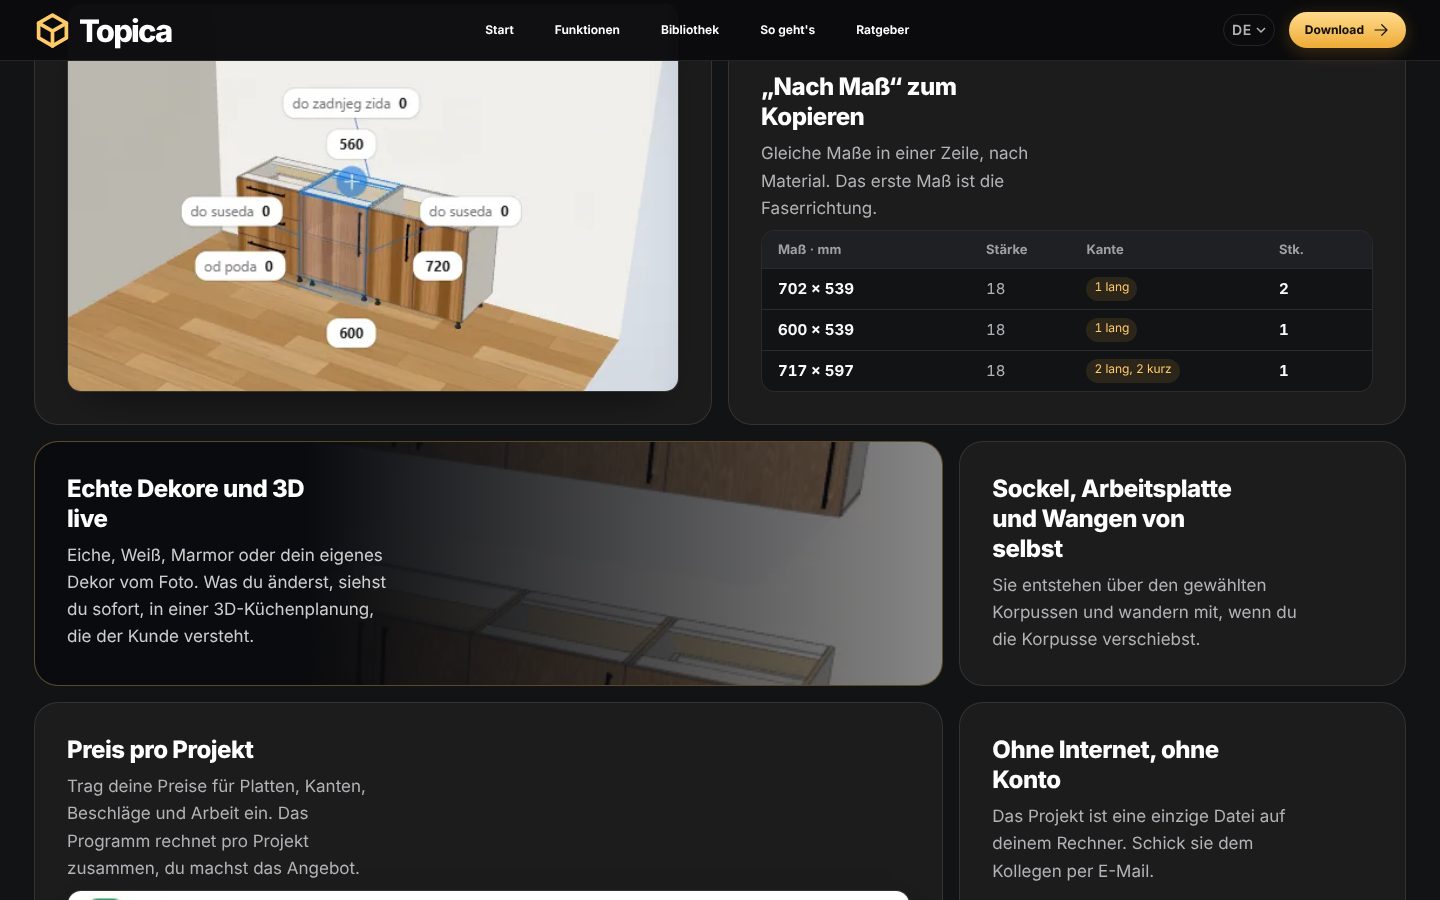 Topica
Start
Funktionen
Bibliothek
So geht's
Ratgeber
DE
Download
do zadnjeg zida 0
560
do suseda 0
do suseda 0
od poda 0
720
600
„Nach Maß“ zum
Kopieren
Gleiche Maße in einer Zeile, nach
Material. Das erste Maß ist die
Faserrichtung.
Maß · mm Stärke Kante Stk.
702 × 539 18 1 lang 2
600 × 539 18 1 lang 1
717 × 597 18 2 lang, 2 kurz 1
Echte Dekore und 3D
live
Eiche, Weiß, Marmor oder dein eigenes
Dekor vom Foto. Was du änderst, siehst
du sofort, in einer 3D-Küchenplanung,
die der Kunde versteht.
Sockel, Arbeitsplatte
und Wangen von
selbst
Sie entstehen über den gewählten
Korpussen und wandern mit, wenn du
die Korpusse verschiebst.
Preis pro Projekt
Trag deine Preise für Platten, Kanten,
Beschläge und Arbeit ein. Das
Programm rechnet pro Projekt
zusammen, du machst das Angebot.
Ohne Internet, ohne
Konto
Das Projekt ist eine einzige Datei auf
deinem Rechner. Schick sie dem
Kollegen per E-Mail.